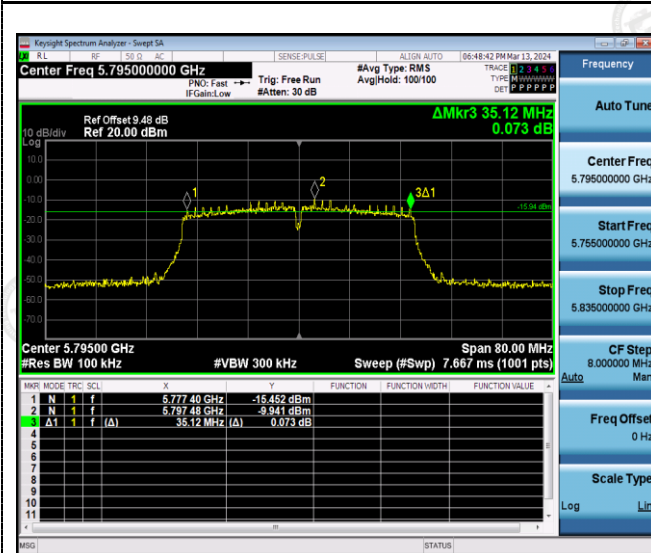 Keysight Spectrum Analyzer - Swept SA
RL RF 50 Ω AC SENSE:PULSE ALIGN AUTO 06:48:42 PM Mar 13, 2024
Center Freq 5.795000000 GHz
PNO: Fast
IFGain:Low
Trig: Free Run
#Atten: 30 dB
#Avg Type: RMS
Avg|Hold: 100/100
TRACE 1 2 3 4 5 6
TYPE MWWWWW
DET P P P P P P
ΔMkr3 35.12 MHz
0.073 dB
Ref Offset 9.48 dB
10 dB/div Ref 20.00 dBm
Log
10.0
0.00
-10.0
-20.0
-30.0
-40.0
-50.0
-60.0
-70.0
1
2
3Δ1
-15.94 dBm
Center 5.79500 GHz Span 80.00 MHz
#Res BW 100 kHz #VBW 300 kHz Sweep (#Swp) 7.667 ms (1001 pts)
MKR MODE TRC SCL X Y FUNCTION FUNCTION WIDTH FUNCTION VALUE
1 N 1 f 5.777 40 GHz -15.452 dBm
2 N 1 f 5.797 48 GHz -9.941 dBm
3 Δ1 1 f (Δ) 35.12 MHz (Δ) 0.073 dB
4
5
6
7
8
9
10
11
MSG STATUS
Frequency
Auto Tune
Center Freq
5.795000000 GHz
Start Freq
5.755000000 GHz
Stop Freq
5.835000000 GHz
CF Step
8.000000 MHz
Auto Man
Freq Offset
0 Hz
Scale Type
Log Lin